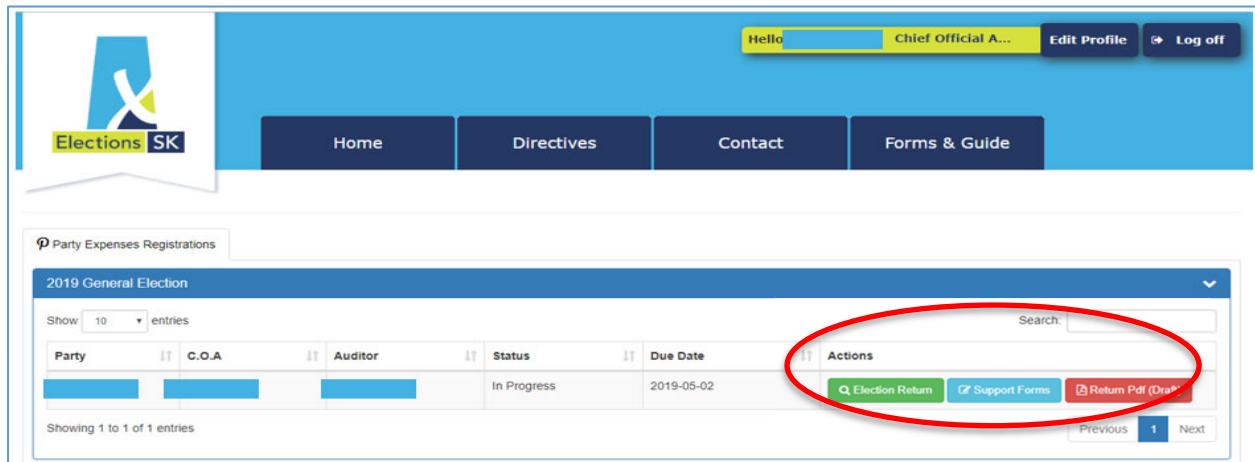 Hello Chief Official A... Edit Profile Log off
Elections SK
Home Directives Contact Forms & Guide
Party Expenses Registrations
2019 General Election
Show 10 entries Search:
Party C.O.A Auditor Status Due Date Actions
In Progress 2019-05-02 Election Return Support Forms Return Pdf (Draft)
Showing 1 to 1 of 1 entries Previous 1 Next